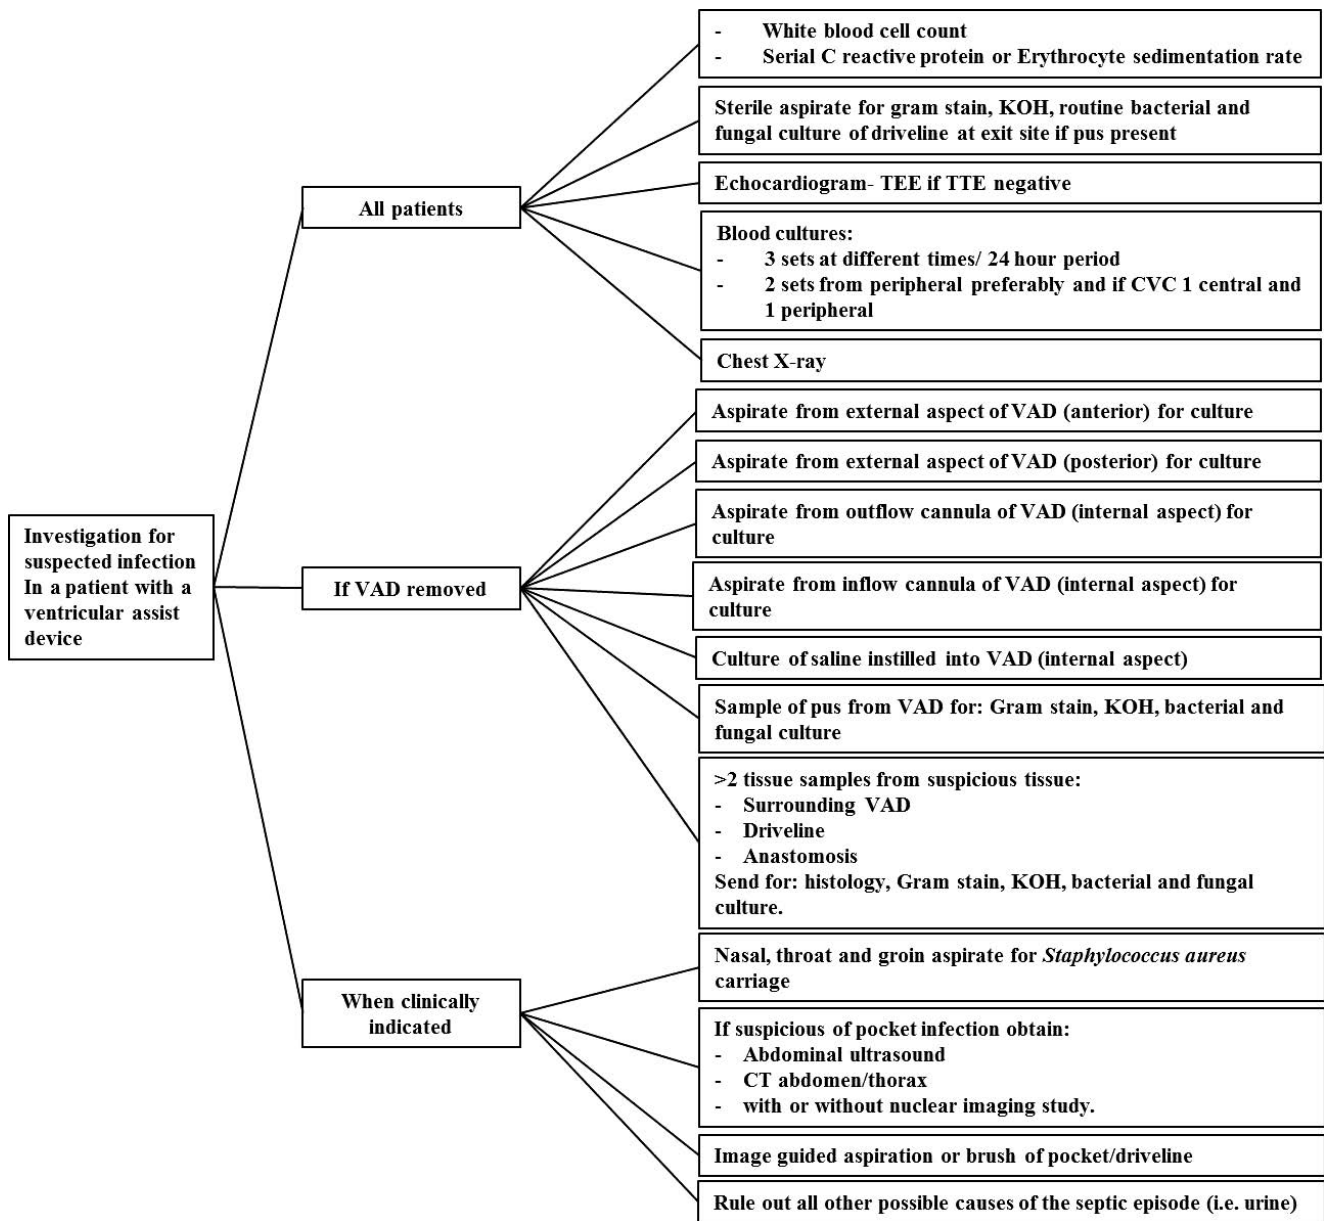 Investigation for
suspected infection
In a patient with a
ventricular assist
device
All patients
- White blood cell count
- Serial C reactive protein or Erythrocyte sedimentation rate
Sterile aspirate for gram stain, KOH, routine bacterial and
fungal culture of driveline at exit site if pus present
Echocardiogram- TEE if TTE negative
Blood cultures:
- 3 sets at different times/ 24 hour period
- 2 sets from peripheral preferably and if CVC 1 central and
1 peripheral
Chest X-ray
If VAD removed
Aspirate from external aspect of VAD (anterior) for culture
Aspirate from external aspect of VAD (posterior) for culture
Aspirate from outflow cannula of VAD (internal aspect) for
culture
Aspirate from inflow cannula of VAD (internal aspect) for
culture
Culture of saline instilled into VAD (internal aspect)
Sample of pus from VAD for: Gram stain, KOH, bacterial and
fungal culture
>2 tissue samples from suspicious tissue:
- Surrounding VAD
- Driveline
- Anastomosis
Send for: histology, Gram stain, KOH, bacterial and fungal
culture.
When clinically
indicated
Nasal, throat and groin aspirate for Staphylococcus aureus
carriage
If suspicious of pocket infection obtain:
- Abdominal ultrasound
- CT abdomen/thorax
- with or without nuclear imaging study.
Image guided aspiration or brush of pocket/driveline
Rule out all other possible causes of the septic episode (i.e. urine)